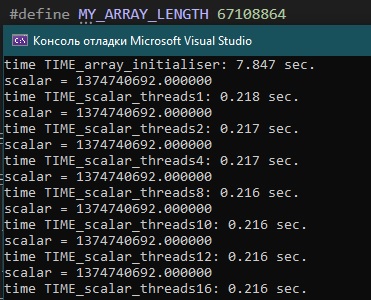 #define MY_ARRAY_LENGTH 67108864
Консоль отладки Microsoft Visual Studio
time TIME_array_initialiser: 7.847 sec.
scalar = 1374740692.000000
time TIME_scalar_threads1: 0.218 sec.
scalar = 1374740692.000000
time TIME_scalar_threads2: 0.217 sec.
scalar = 1374740692.000000
time TIME_scalar_threads4: 0.217 sec.
scalar = 1374740692.000000
time TIME_scalar_threads8: 0.216 sec.
scalar = 1374740692.000000
time TIME_scalar_threads10: 0.216 sec.
scalar = 1374740692.000000
time TIME_scalar_threads12: 0.216 sec.
scalar = 1374740692.000000
time TIME_scalar_threads16: 0.216 sec.